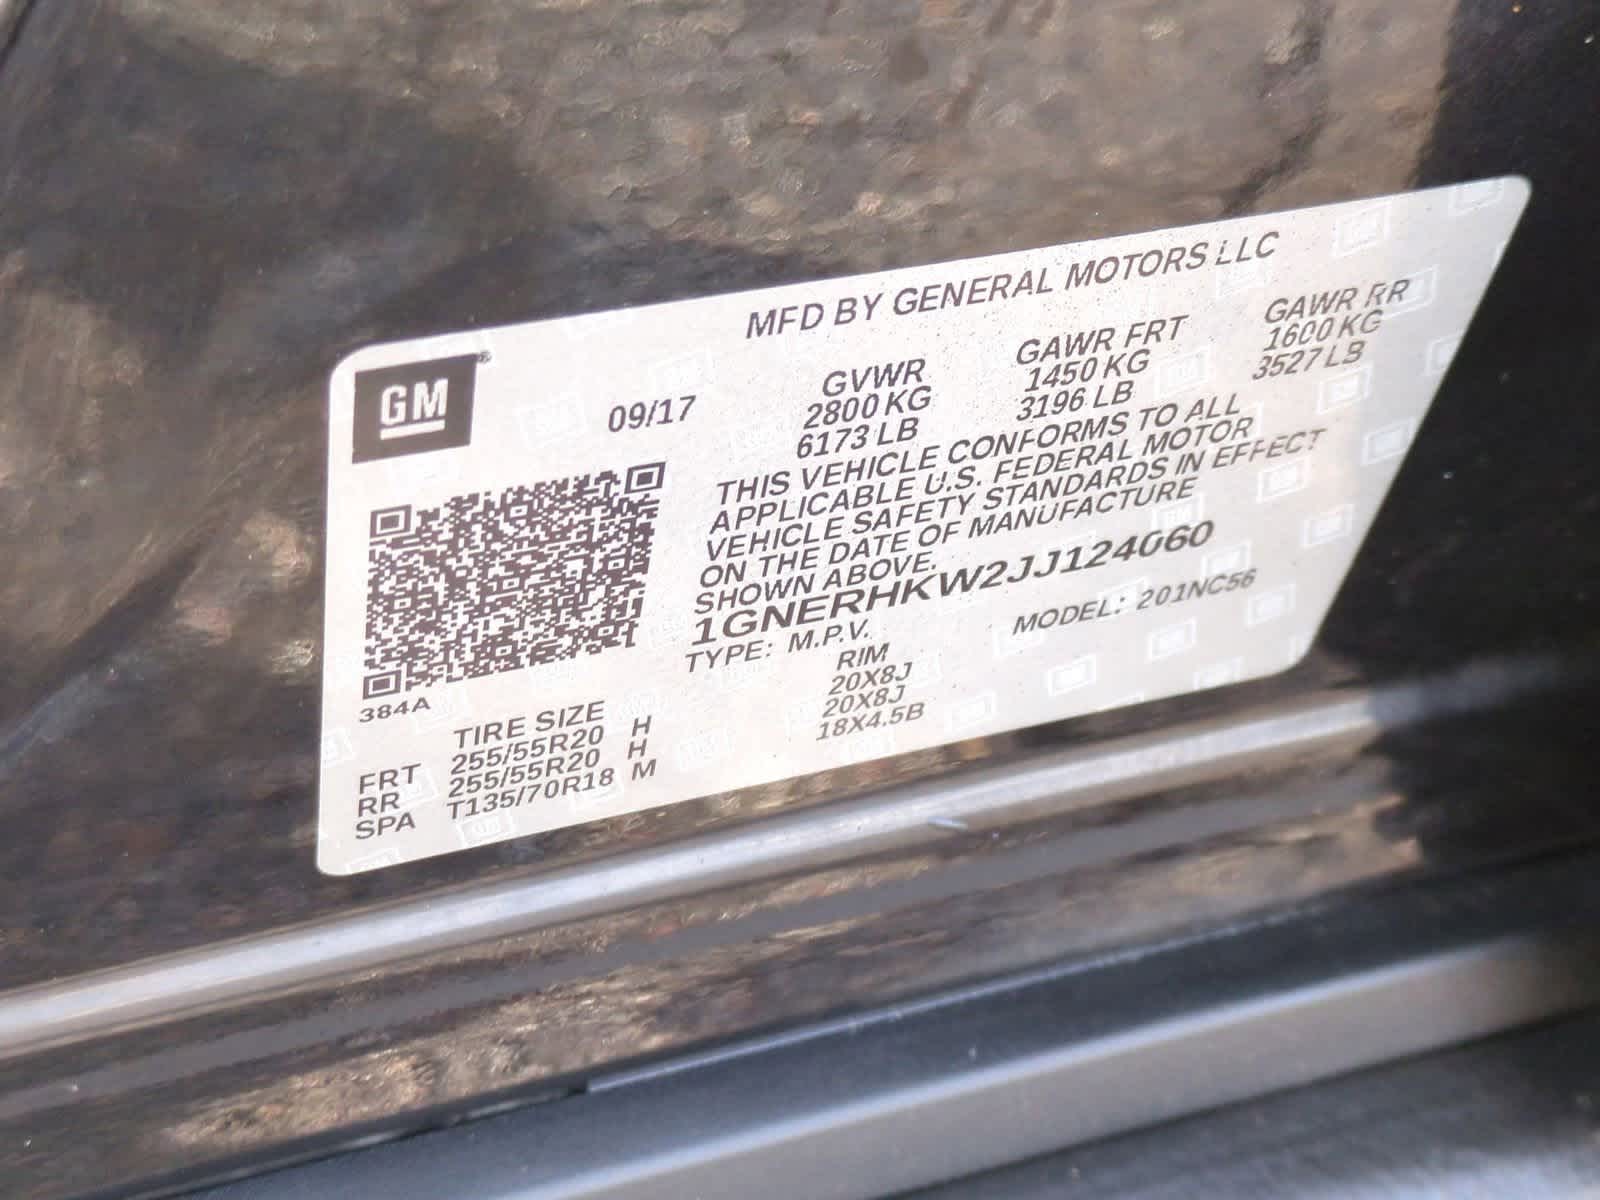 MFD BY GENERAL MOTORS LLC
GM®
09/17
GVWR
2800 KG
6173 LB
GAWR FRT
1450 KG
3196 LB
GAWR RR
1600 KG
3527 LB
THIS VEHICLE CONFORMS TO ALL
APPLICABLE U.S. FEDERAL MOTOR
VEHICLE SAFETY STANDARDS IN EFFECT
ON THE DATE OF MANUFACTURE
SHOWN ABOVE.
1GNERHKW2JJ124060
TYPE: M.P.V.
MODEL: 201NC56
384A
TIRE SIZE
RIM
FRT 255/55R20 H 20X8J
RR 255/55R20 H 20X8J
SPA T135/70R18 M 18X4.5B